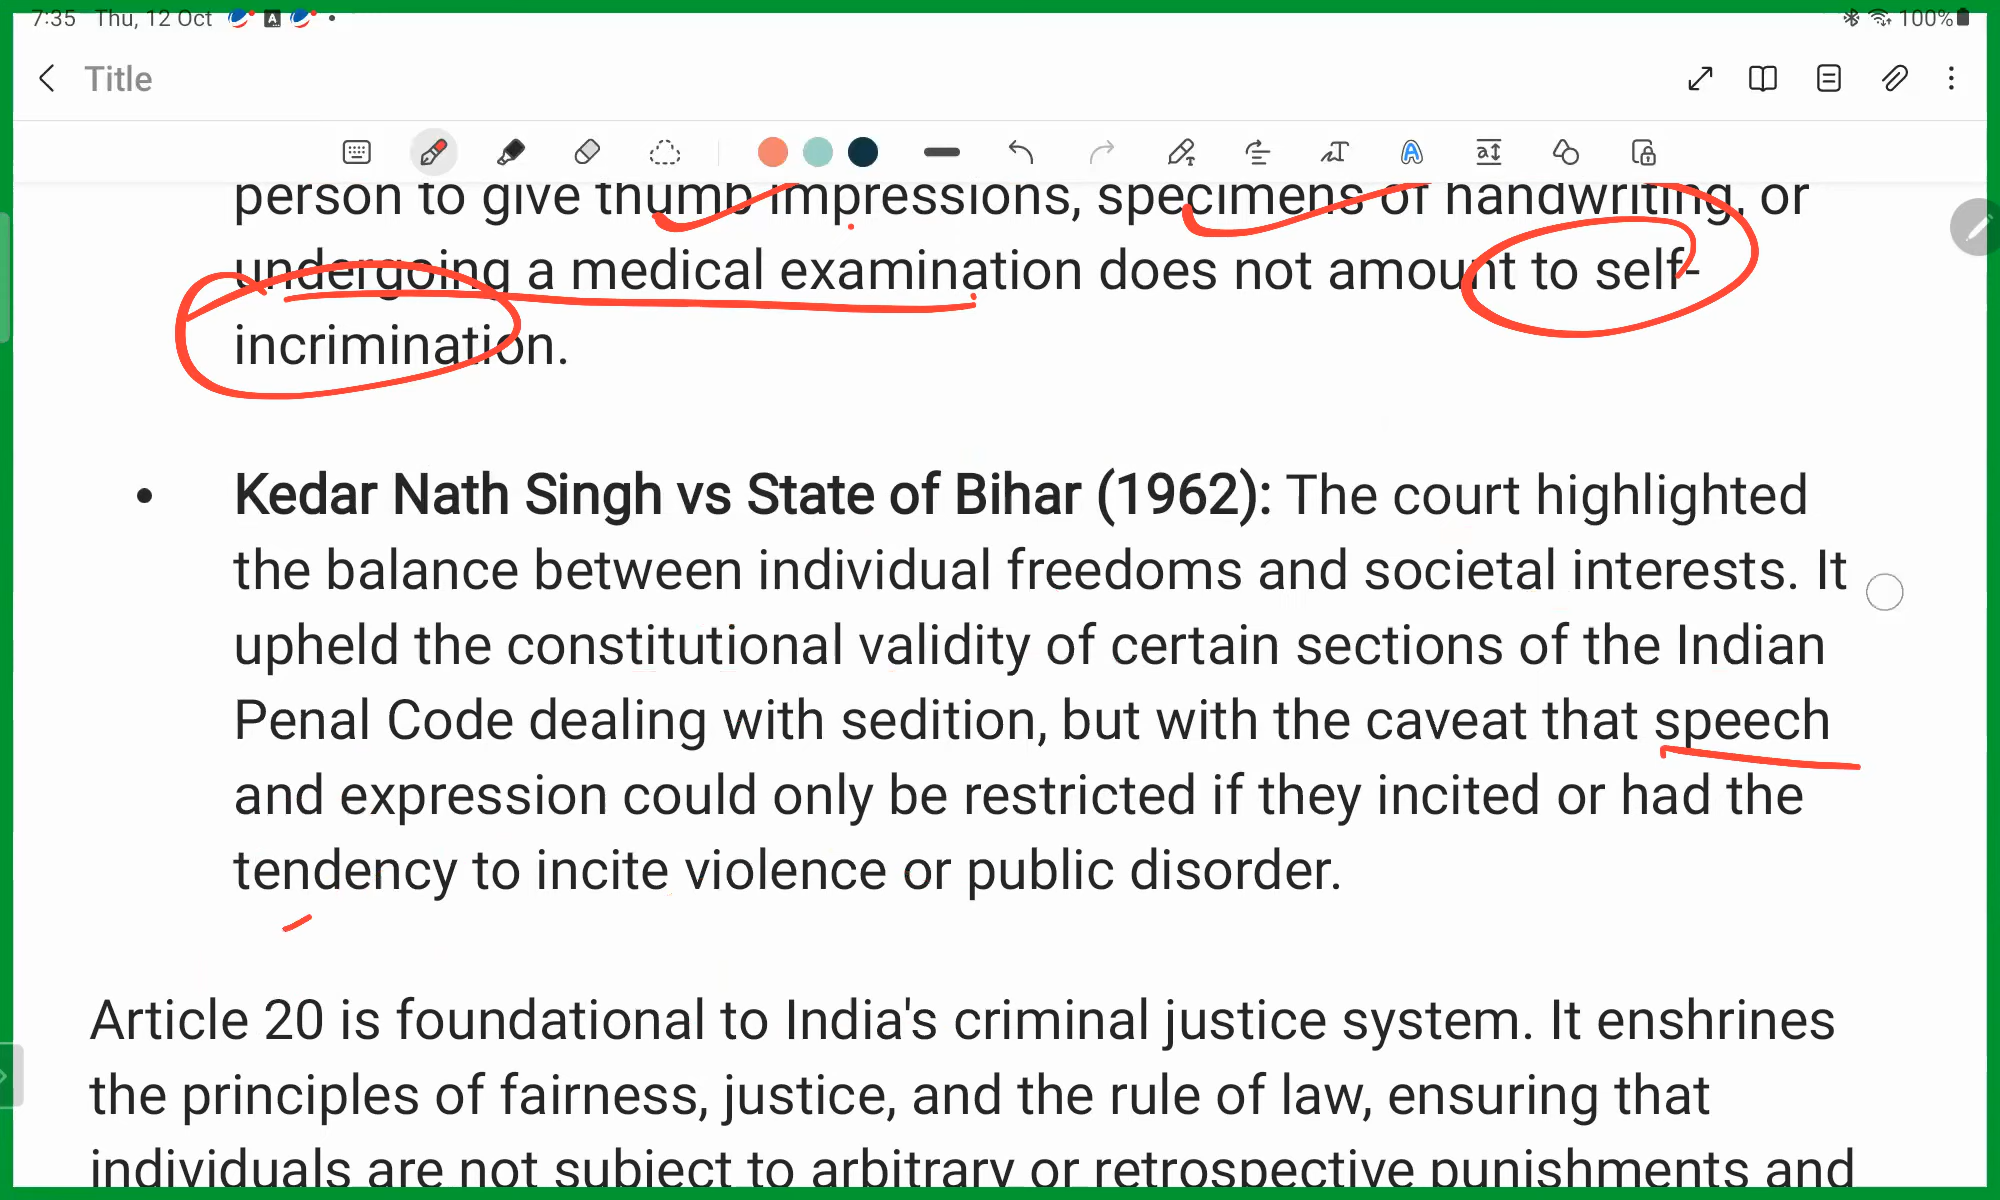 7:35 Thu, 12 Oct
100%
Title
person to give thumb impressions, specimens of handwriting, or
undergoing a medical examination does not amount to self-
incrimination.
• Kedar Nath Singh vs State of Bihar (1962): The court highlighted
the balance between individual freedoms and societal interests. It
upheld the constitutional validity of certain sections of the Indian
Penal Code dealing with sedition, but with the caveat that speech
and expression could only be restricted if they incited or had the
tendency to incite violence or public disorder.
Article 20 is foundational to India's criminal justice system. It enshrines
the principles of fairness, justice, and the rule of law, ensuring that
individuals are not subject to arbitrary or retrospective punishments and